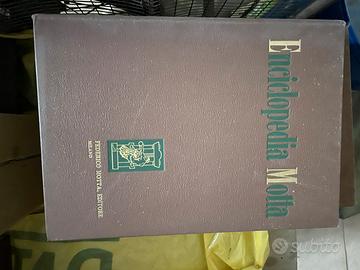 Enciclopedia Motta
FEDERICO MOTTA, EDITORE
MILANO
subito